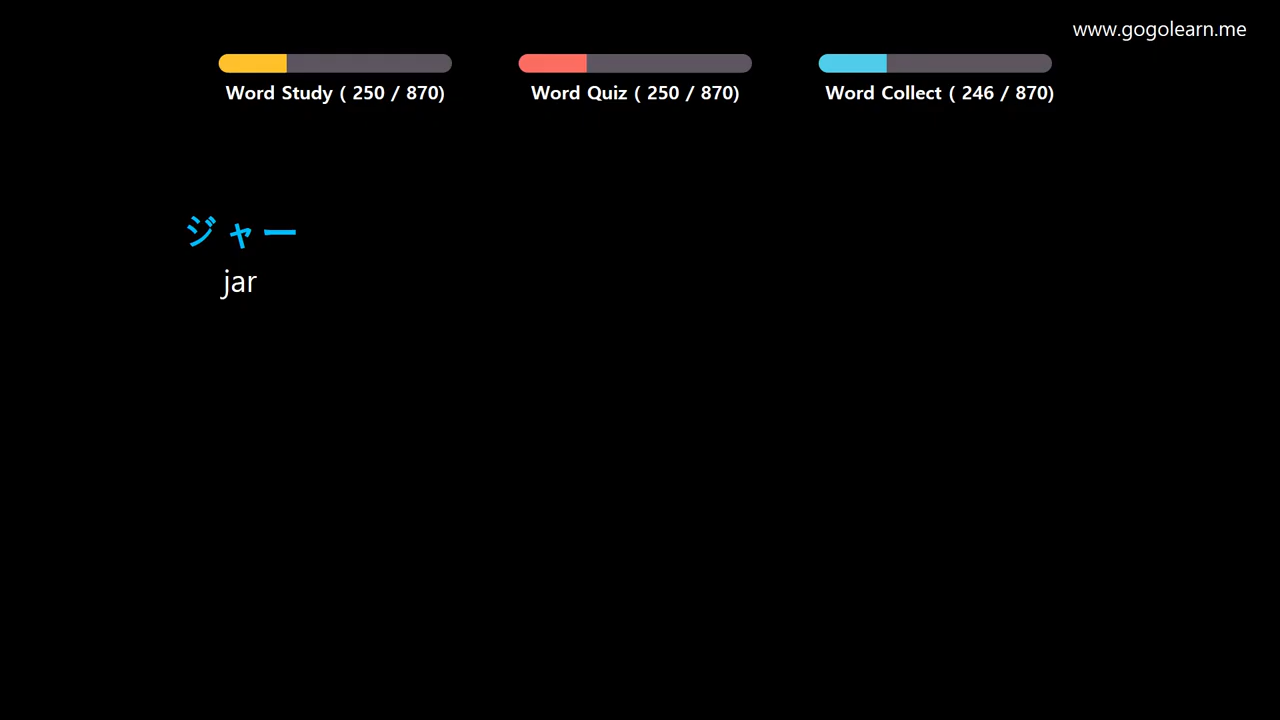 www.gogolearn.me
Word Study ( 250 / 870)
Word Quiz ( 250 / 870)
Word Collect ( 246 / 870)
ジャー
jar